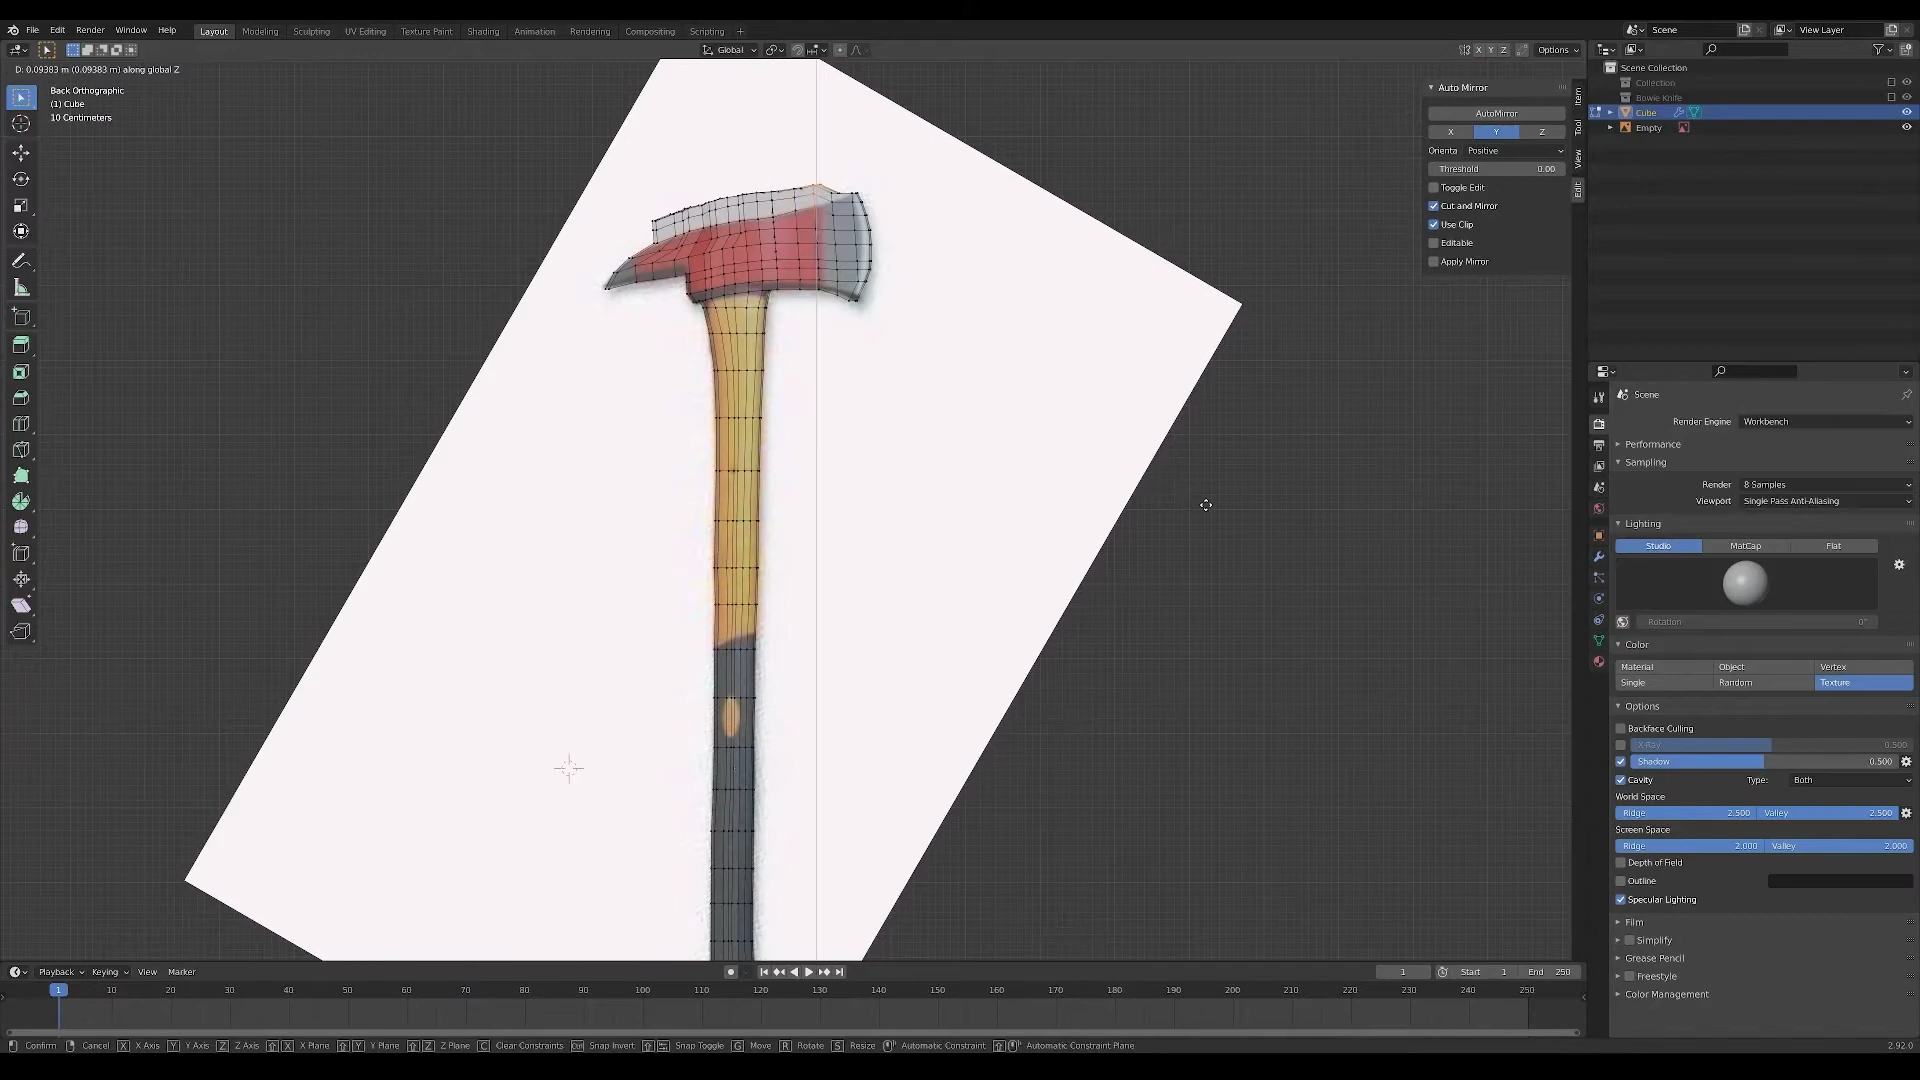 File Edit Render Window Help Layout Modeling Sculpting UV Editing Texture Paint Shading Animation Rendering Compositing Scripting + Scene View Layer
Global X Y Z Options
D: 0.09383 m (0.09383 m) along global Z
Back Orthographic
(1) Cube
10 Centimeters
Auto Mirror
AutoMirror
X Y Z
Orienta Positive
Threshold 0.00
Toggle Edit
Cut and Mirror
Use Clip
Editable
Apply Mirror
Item
Tool
View
Edit
Scene Collection
Collection
Bowie Knife
Cube
Empty
Scene
Render Engine Workbench
Performance
Sampling
Render 8 Samples
Viewport Single Pass Anti-Aliasing
Lighting
Studio MatCap Flat
Rotation 0°
Color
Material Object Vertex
Single Random Texture
Options
Backface Culling
X-Ray 0.500
Shadow 0.500
Cavity Type: Both
World Space
Ridge 2.500 Valley 2.500
Screen Space
Ridge 2.000 Valley 2.000
Depth of Field
Outline
Specular Lighting
Film
Simplify
Grease Pencil
Freestyle
Color Management
Playback Keying View Marker 1 Start 1 End 250
1 10 20 30 40 50 60 70 80 90 100 110 120 130 140 150 160 170 180 190 200 210 220 230 240 250
Confirm Cancel X X Axis Y Y Axis Z Z Axis X X Plane Y Y Plane Z Z Plane C Clear Constraints Ctrl Snap Invert Snap Toggle G Move R Rotate S Resize Automatic Constraint Automatic Constraint Plane 2.92.0